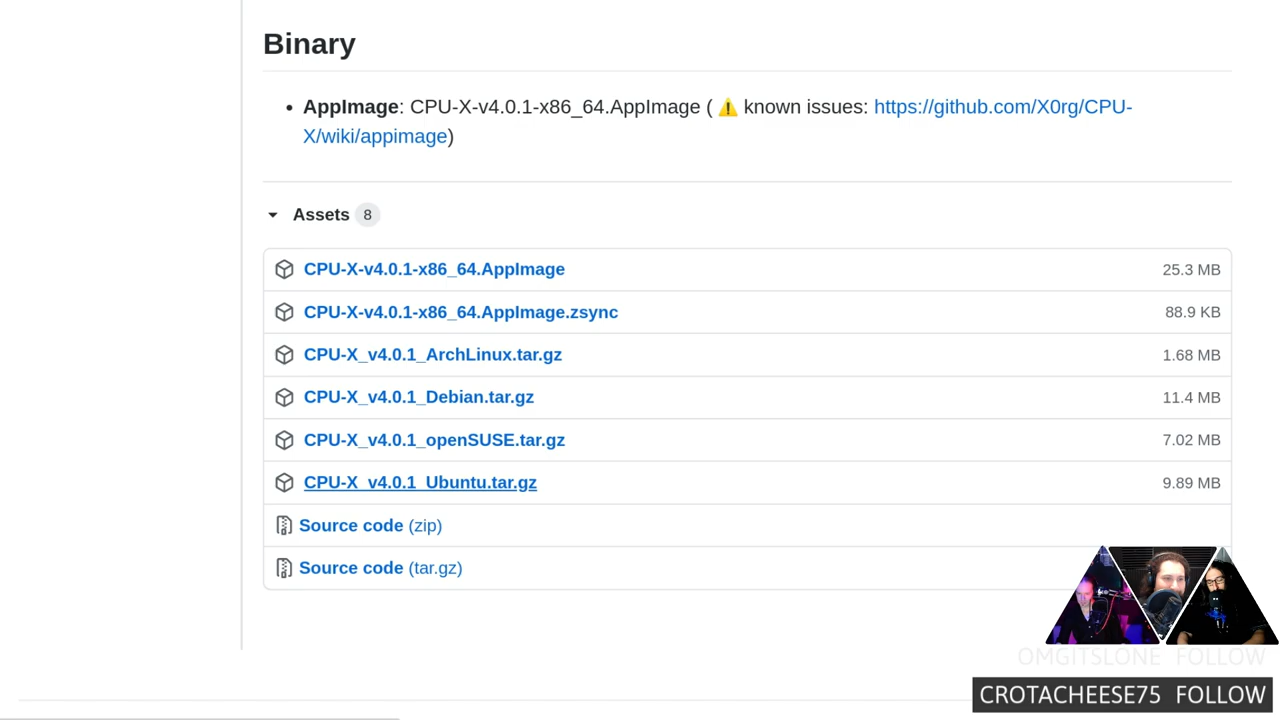 Binary
• AppImage: CPU-X-v4.0.1-x86_64.AppImage ( ⚠️ known issues: https://github.com/X0rg/CPU-
X/wiki/appimage)
Assets 8
CPU-X-v4.0.1-x86_64.AppImage 25.3 MB
CPU-X-v4.0.1-x86_64.AppImage.zsync 88.9 KB
CPU-X_v4.0.1_ArchLinux.tar.gz 1.68 MB
CPU-X_v4.0.1_Debian.tar.gz 11.4 MB
CPU-X_v4.0.1_openSUSE.tar.gz 7.02 MB
CPU-X_v4.0.1_Ubuntu.tar.gz 9.89 MB
Source code (zip)
Source code (tar.gz)
OMGITSLONE FOLLOW
CROTACHEESE75 FOLLOW